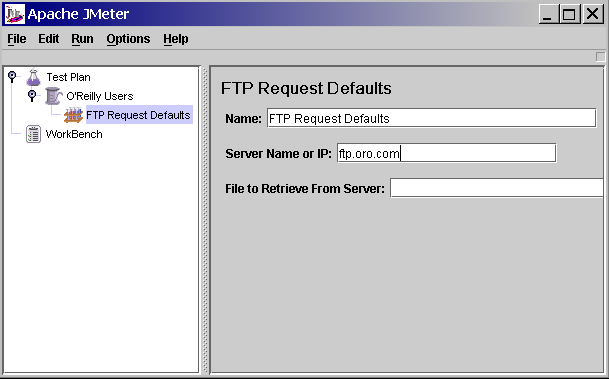 Apache JMeter
File Edit Run Options Help
Test Plan
O'Reilly Users
FTP Request Defaults
WorkBench
FTP Request Defaults
Name: FTP Request Defaults
Server Name or IP: ftp.oro.com
File to Retrieve From Server: